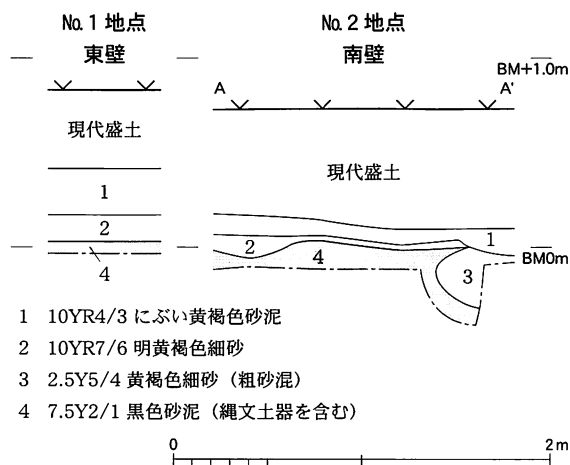 No.1 地点
東壁
No.2 地点
南壁
BM+1.0m
A
A'
現代盛土
現代盛土
1
2
4
1
2
4
3
BM0m
1 10YR4/3 にぶい黄褐色砂泥
2 10YR7/6 明黄褐色細砂
3 2.5Y5/4 黄褐色細砂（粗砂混）
4 7.5Y2/1 黒色砂泥（縄文土器を含む）
0
2m